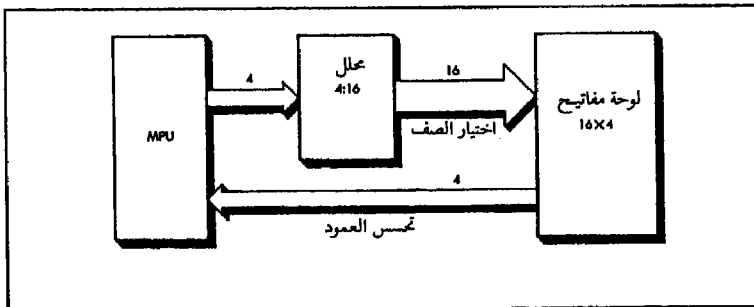 MPU
4
محلل
4:16
16
اختيار الصف
لوحة مفاتيح
16X4
4
تحسس العمود